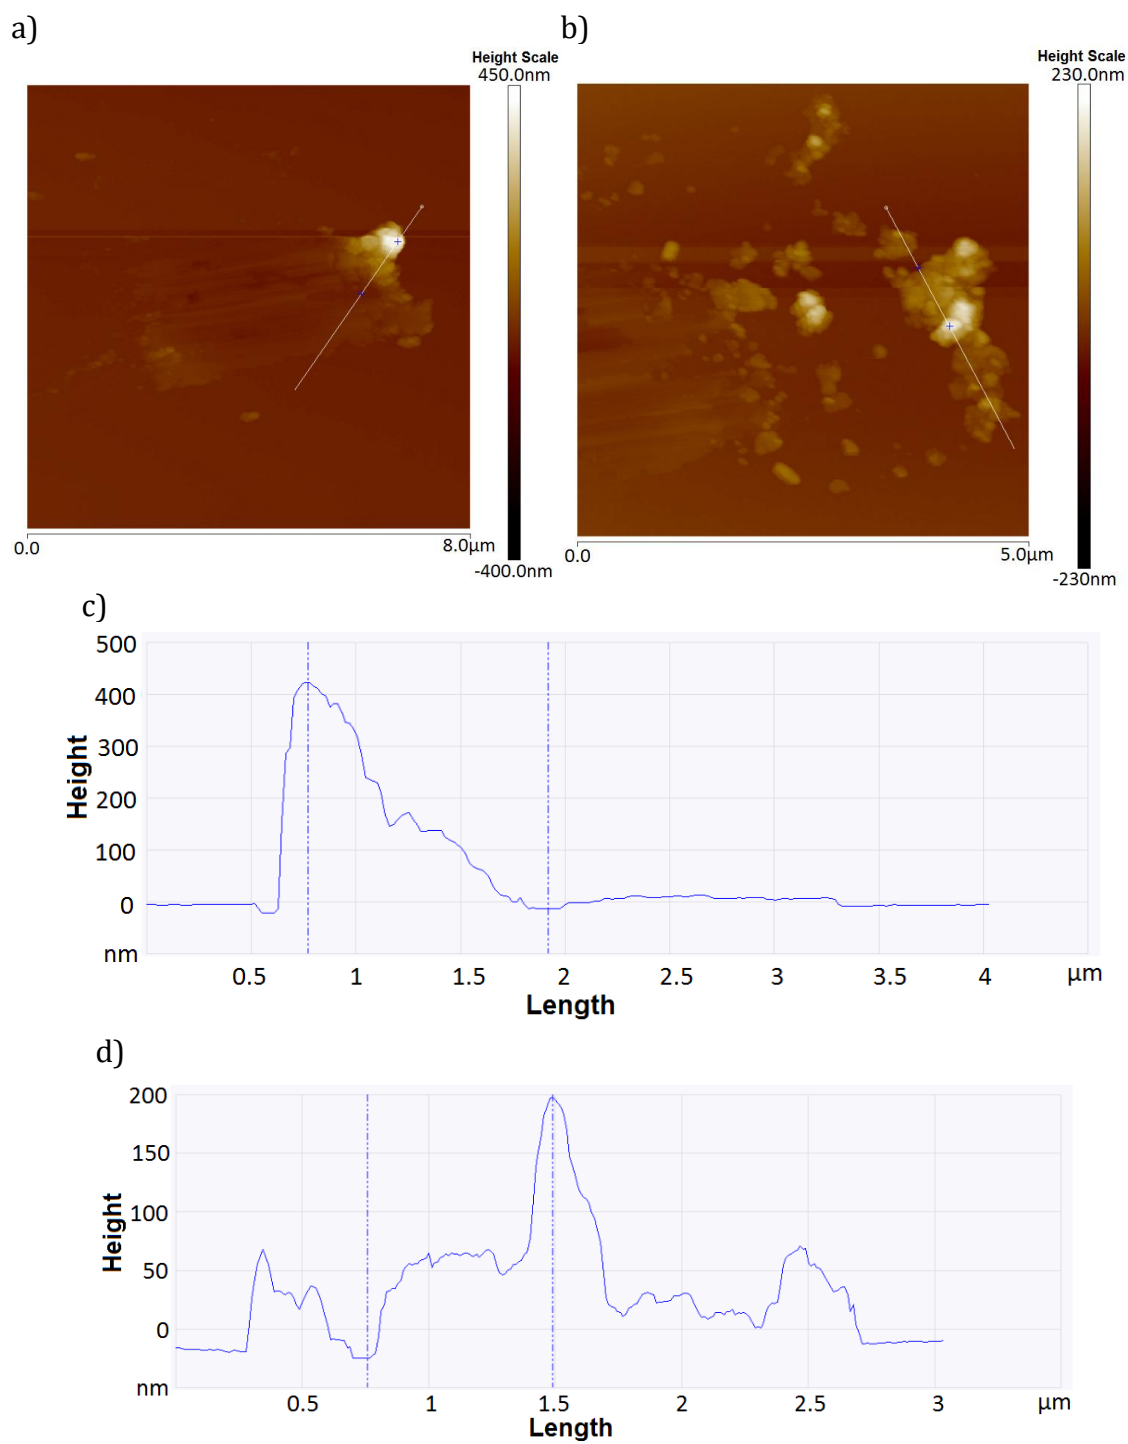 a)
b)
Height Scale
450.0nm
Height Scale
230.0nm
0.0
8.0µm
-400.0nm
0.0
5.0µm
-230nm
c)
500
400
300
200
100
0
nm
Height
0.5
1
1.5
2
2.5
3
3.5
4
µm
Length
d)
200
150
100
50
0
nm
Height
0.5
1
1.5
2
2.5
3
µm
Length